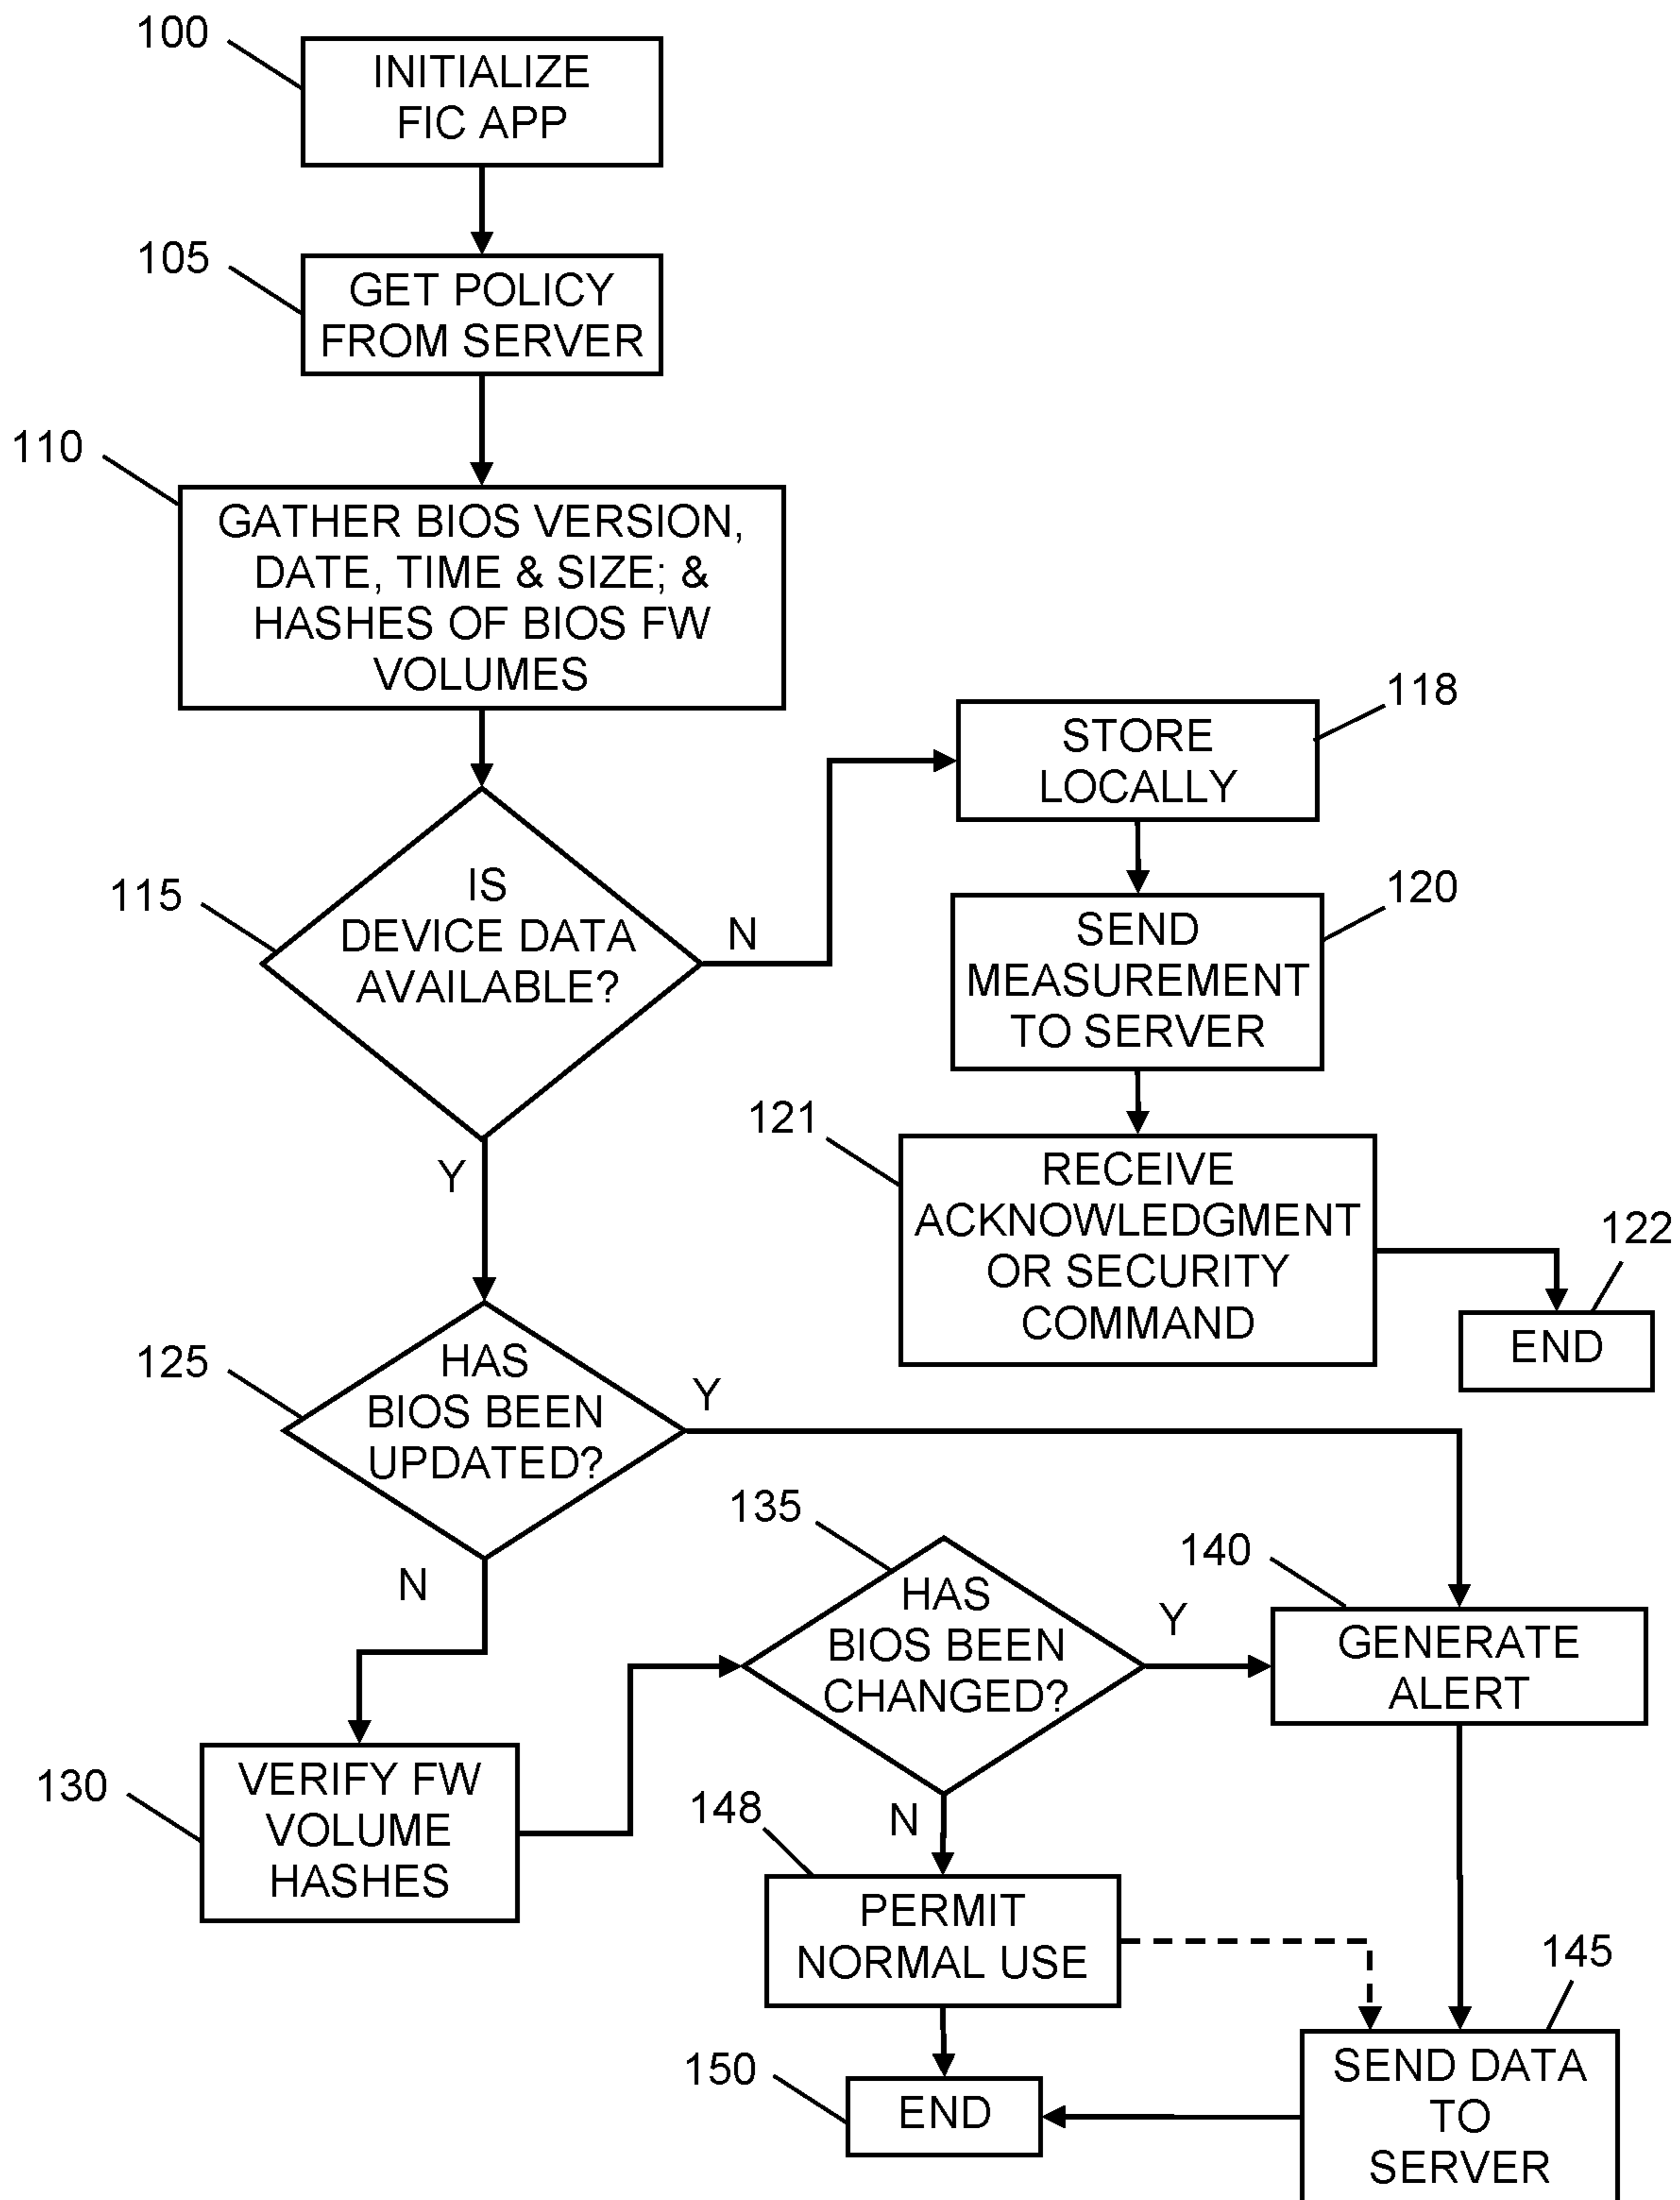 100
INITIALIZE
FIC APP
105
GET POLICY
FROM SERVER
110
GATHER BIOS VERSION,
DATE, TIME & SIZE; &
HASHES OF BIOS FW
VOLUMES
118
STORE
LOCALLY
115
IS
DEVICE DATA
AVAILABLE?
N
120
SEND
MEASUREMENT
TO SERVER
Y
121
RECEIVE
ACKNOWLEDGMENT
OR SECURITY
COMMAND
122
END
125
HAS
BIOS BEEN
UPDATED?
Y
N
135
HAS
BIOS BEEN
CHANGED?
Y
140
GENERATE
ALERT
130
VERIFY FW
VOLUME
HASHES
N
148
PERMIT
NORMAL USE
145
SEND DATA
TO
SERVER
150
END